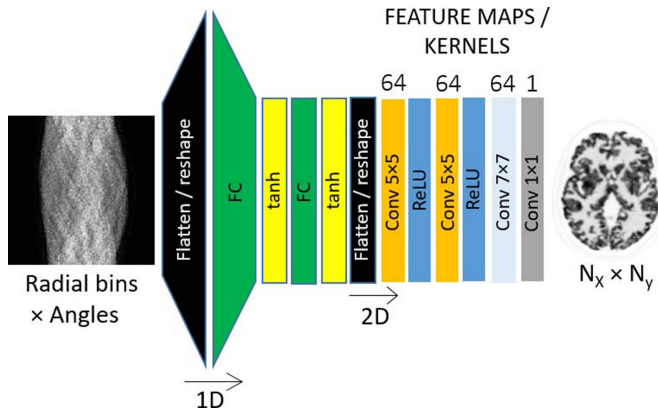 FEATURE MAPS /
KERNELS
64
64
64
1
Flatten / reshape
FC
tanh
FC
tanh
Flatten / reshape
Conv 5×5
ReLU
Conv 5×5
ReLU
Conv 7×7
Conv 1×1
Radial bins
× Angles
N_X × N_y
2D
1D